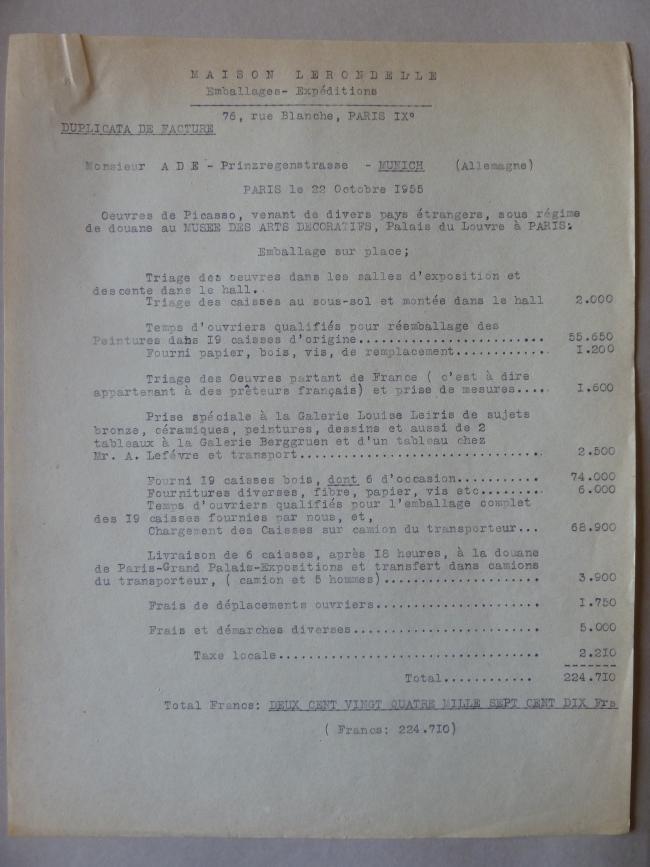 MAISON LERONDELLE
Emballages- Expéditions
76, rue Blanche, PARIS IX°
DUPLICATA DE FACTURE
Monsieur ADE - Prinzregenstrasse - MUNICH (Allemagne)
PARIS le 22 Octobre I955
Oeuvres de Picasso, venant de divers pays étrangers, sous régime
de douane au MUSEE DES ARTS DECORATIFS, Palais du Louvre à PARIS.
Emballage sur place;
Triage des oeuvres dans les salles d'exposition et
descente dans le hall.
Triage des caisses au sous-sol et montée dans le hall 2.000
Temps d'ouvriers qualifiés pour réemballage des
Peintures dans I9 caisses d'origine.......................... 55.650
Fourni papier, bois, vis, de remplacement............. I.200
Triage des Oeuvres partant de France ( c'est à dire
appartenant à des prêteurs français) et prise de mesures..... I.600
Prise spéciale à la Galerie Louise Leiris de sujets
bronze, céramiques, peintures, dessins et aussi de 2
tableaux à la Galerie Berggruen et d'un tableau chez
Mr. A. Lefévre et transport.................................. 2.500
Fourni I9 caisses bois, dont 6 d'occasion........... 74.000
Fournitures diverses, fibre, papier, vis etc......... 6.000
Temps d'ouvriers qualifiés pour l'emballage complet
des I9 caisses fournies par nous, et,
Chargement des Caisses sur camion du transporteur... 68.900
Livraison de 6 caisses, après I8 heures, à la douane
de Paris-Grand Palais-Expositions et transfert dans camions
du transporteur, ( camion et 5 hommes)...................... 3.900
Frais de déplacements ouvriers....................... I.750
Frais et démarches diverses.......................... 5.000
Taxe locale..................................... 2.2I0
-------
Total............ 224.7I0
Total Francs: DEUX CENT VINGT QUATRE MILLE SEPT CENT DIX Frs
( Francs: 224.7I0)